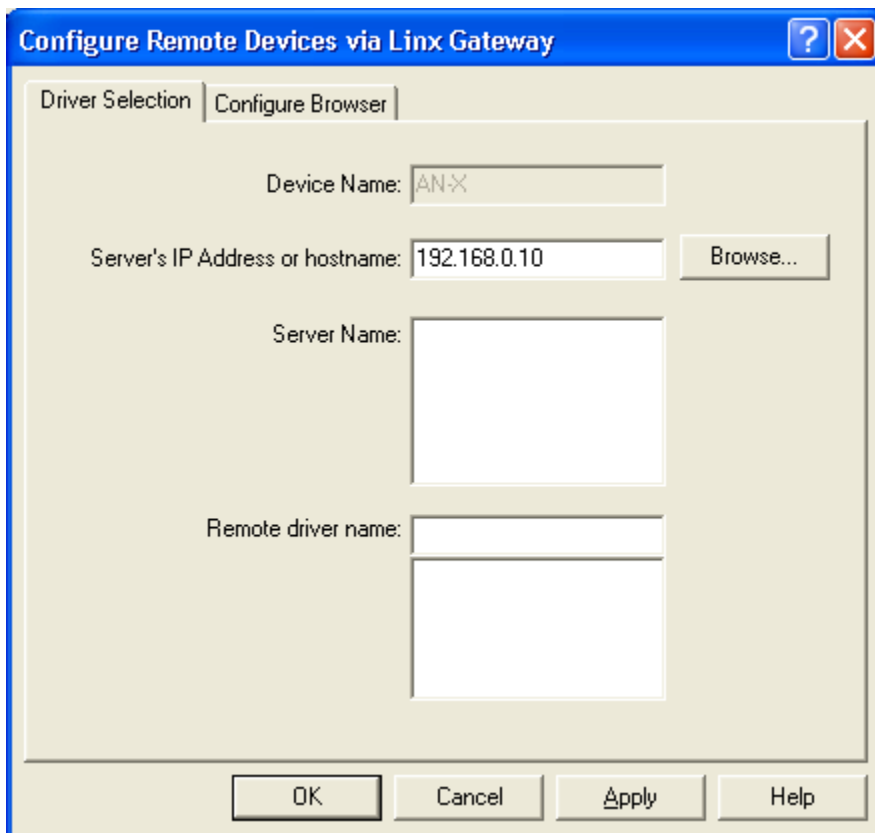 Configure Remote Devices via Linx Gateway
Driver Selection
Configure Browser
Device Name: AN-X
Server's IP Address or hostname: 192.168.0.10 Browse...
Server Name:
Remote driver name:
OK Cancel Apply Help